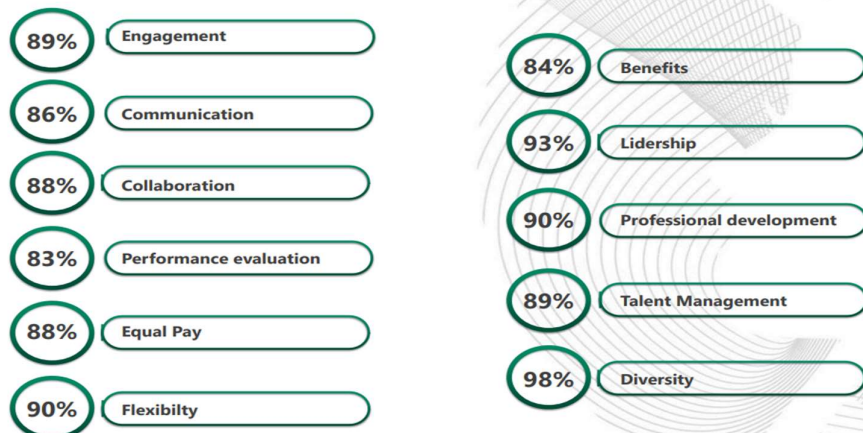 89% Engagement
86% Communication
88% Collaboration
83% Performance evaluation
88% Equal Pay
90% Flexibilty
84% Benefits
93% Lidership
90% Professional development
89% Talent Management
98% Diversity